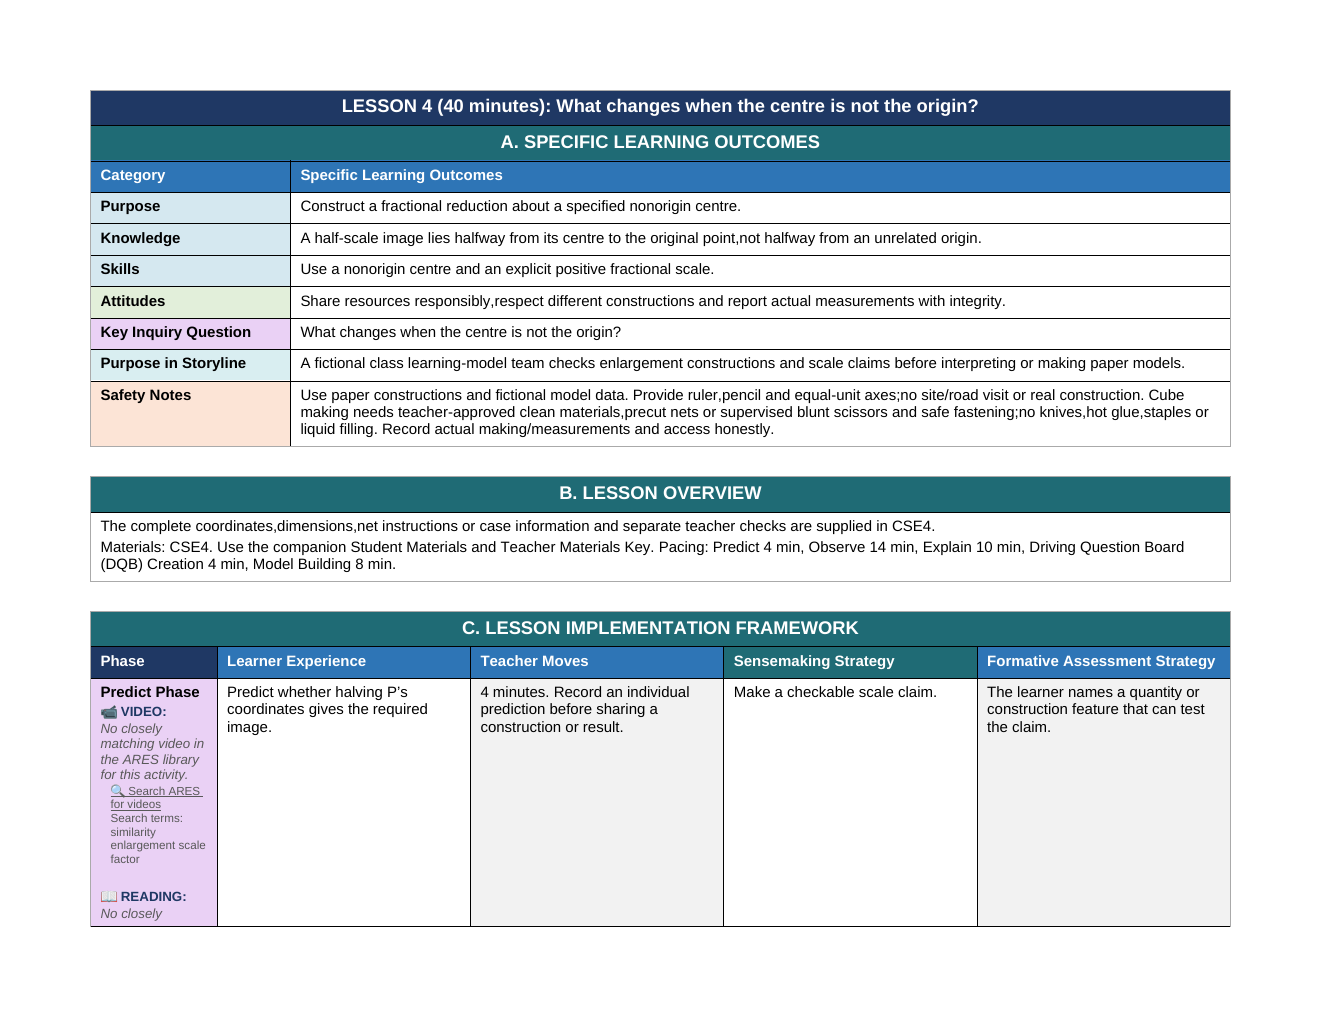 LESSON 4 (40 minutes): What changes when the centre is not the origin?
A. SPECIFIC LEARNING OUTCOMES
Category
Specific Learning Outcomes
Purpose
Construct a fractional reduction about a specified nonorigin centre.
Knowledge
A half-scale image lies halfway from its centre to the original point,not halfway from an unrelated origin.
Skills
Use a nonorigin centre and an explicit positive fractional scale.
Attitudes
Share resources responsibly,respect different constructions and report actual measurements with integrity.
Key Inquiry Question
What changes when the centre is not the origin?
Purpose in Storyline
A fictional class learning-model team checks enlargement constructions and scale claims before interpreting or making paper models.
Safety Notes
Use paper constructions and fictional model data. Provide ruler,pencil and equal-unit axes;no site/road visit or real construction. Cube
making needs teacher-approved clean materials,precut nets or supervised blunt scissors and safe fastening;no knives,hot glue,staples or
liquid filling. Record actual making/measurements and access honestly.
B. LESSON OVERVIEW
The complete coordinates,dimensions,net instructions or case information and separate teacher checks are supplied in CSE4.
Materials: CSE4. Use the companion Student Materials and Teacher Materials Key. Pacing: Predict 4 min, Observe 14 min, Explain 10 min, Driving Question Board
(DQB) Creation 4 min, Model Building 8 min.
C. LESSON IMPLEMENTATION FRAMEWORK
Phase
Learner Experience
Teacher Moves
Sensemaking Strategy
Formative Assessment Strategy
Predict Phase
📹 VIDEO:
No closely
matching video in
the ARES library
for this activity.
🔍 Search ARES
for videos
Search terms:
similarity
enlargement scale
factor
📖 READING:
No closely
Predict whether halving P’s
coordinates gives the required
image.
4 minutes. Record an individual
prediction before sharing a
construction or result.
Make a checkable scale claim.
The learner names a quantity or
construction feature that can test
the claim.